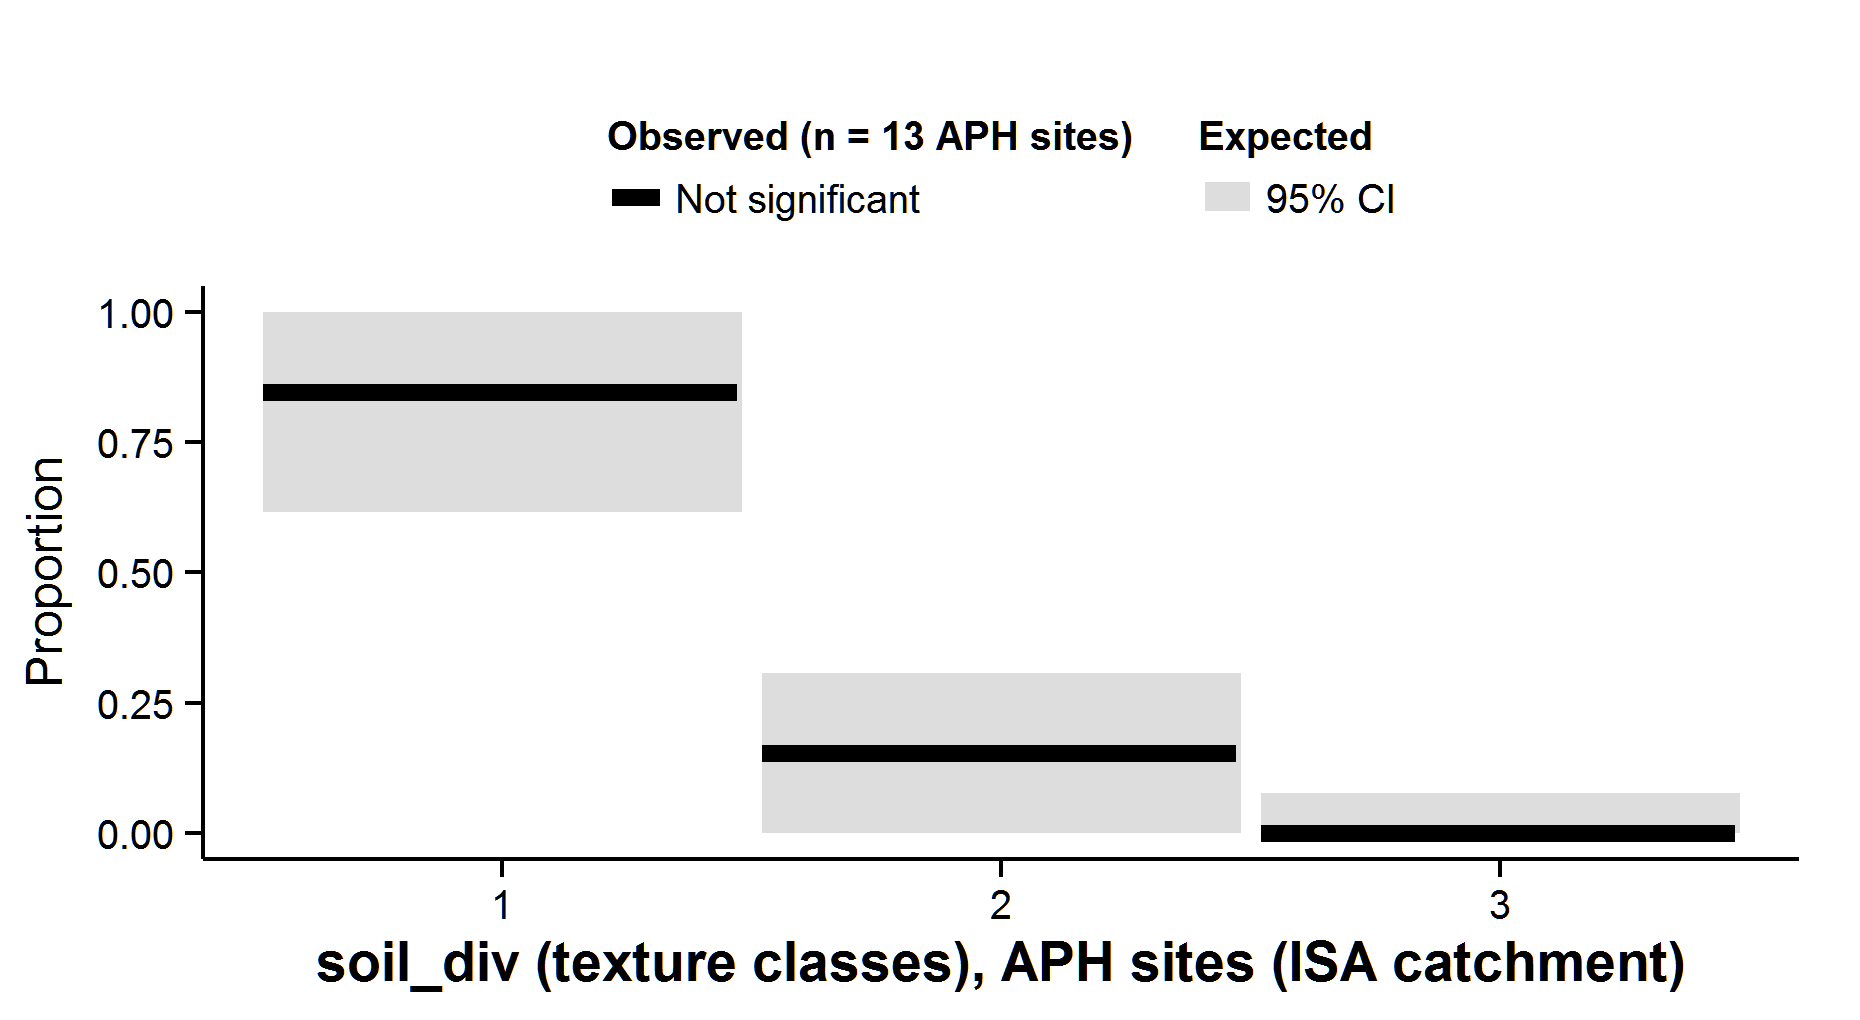 Observed (n = 13 APH sites) Expected
Not significant 95% CI
1.00
0.75
0.50
0.25
0.00
Proportion
1 2 3
soil_div (texture classes), APH sites (ISA catchment)